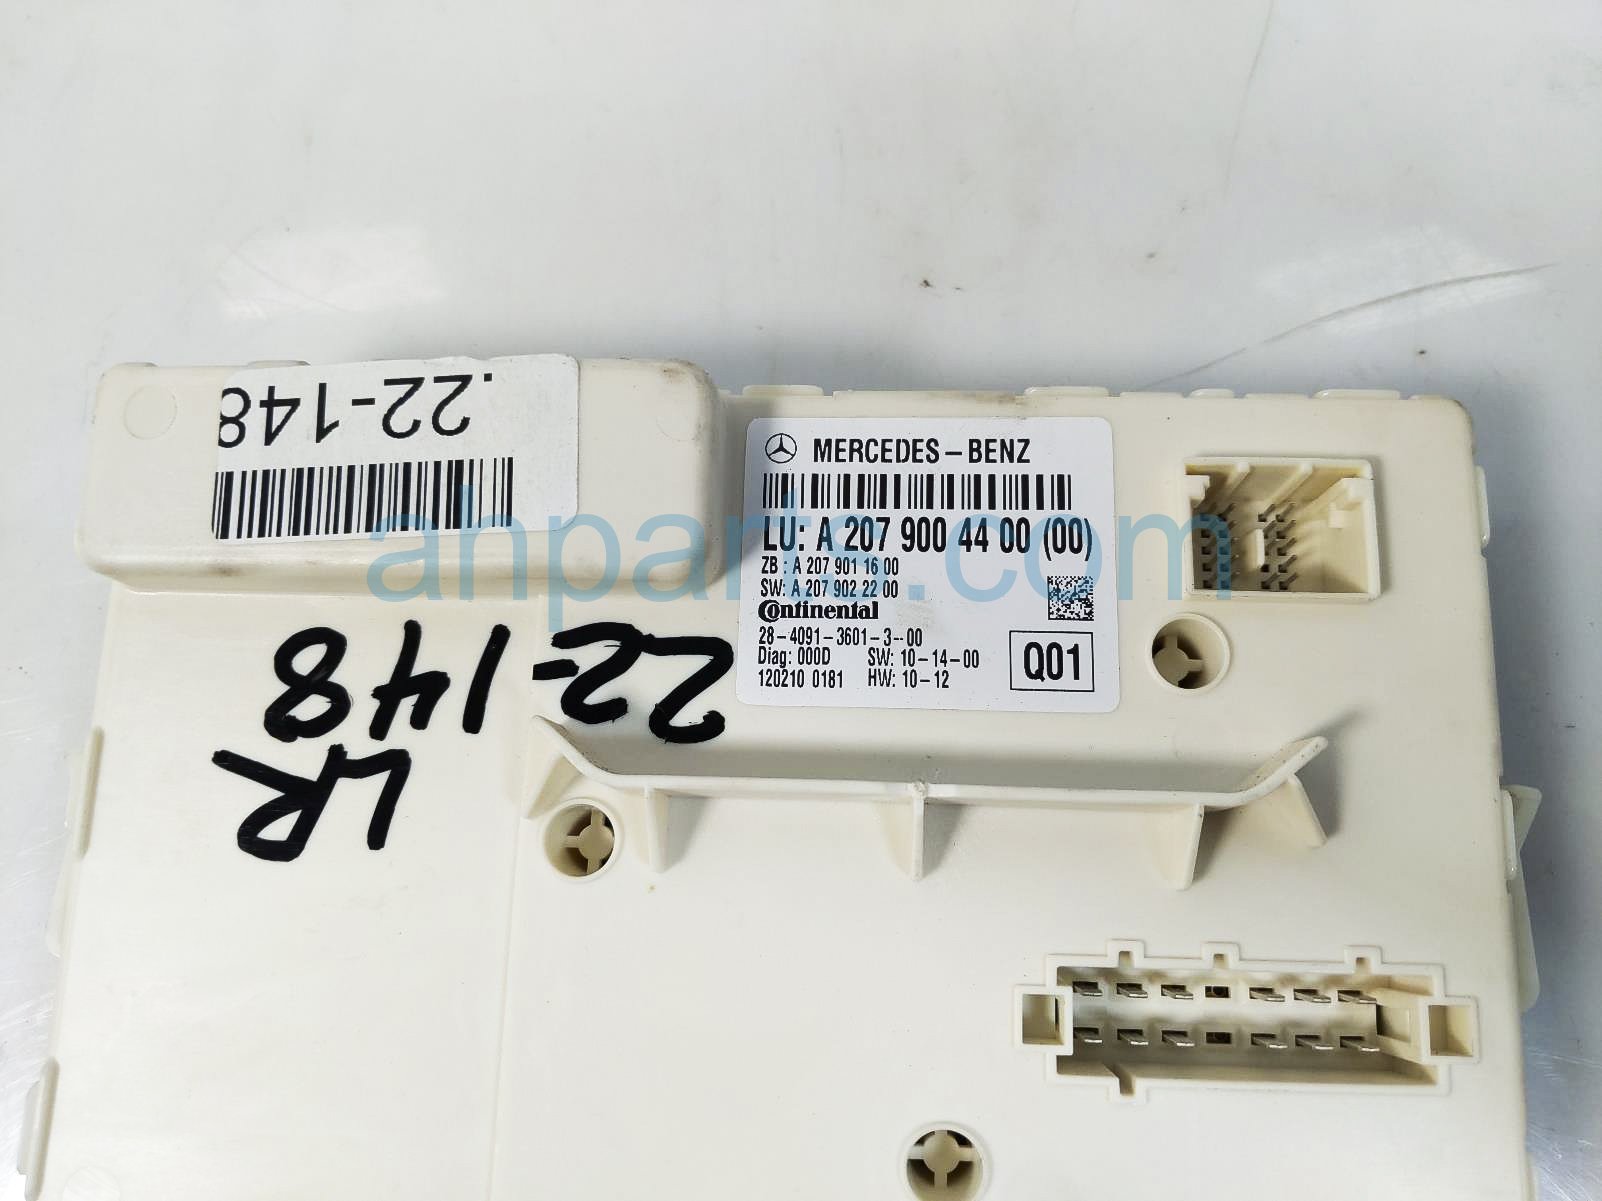 .22-148
MERCEDES-BENZ
LU: A 207 900 44 00 (00)
ZB : A 207 901 16 00
SW: A 207 902 22 00
Continental
28-4091-3601-3-00
Diag: 000D SW: 10-14-00
120210 0181 HW: 10-12
Q01
22-148
LR
ahparts.com